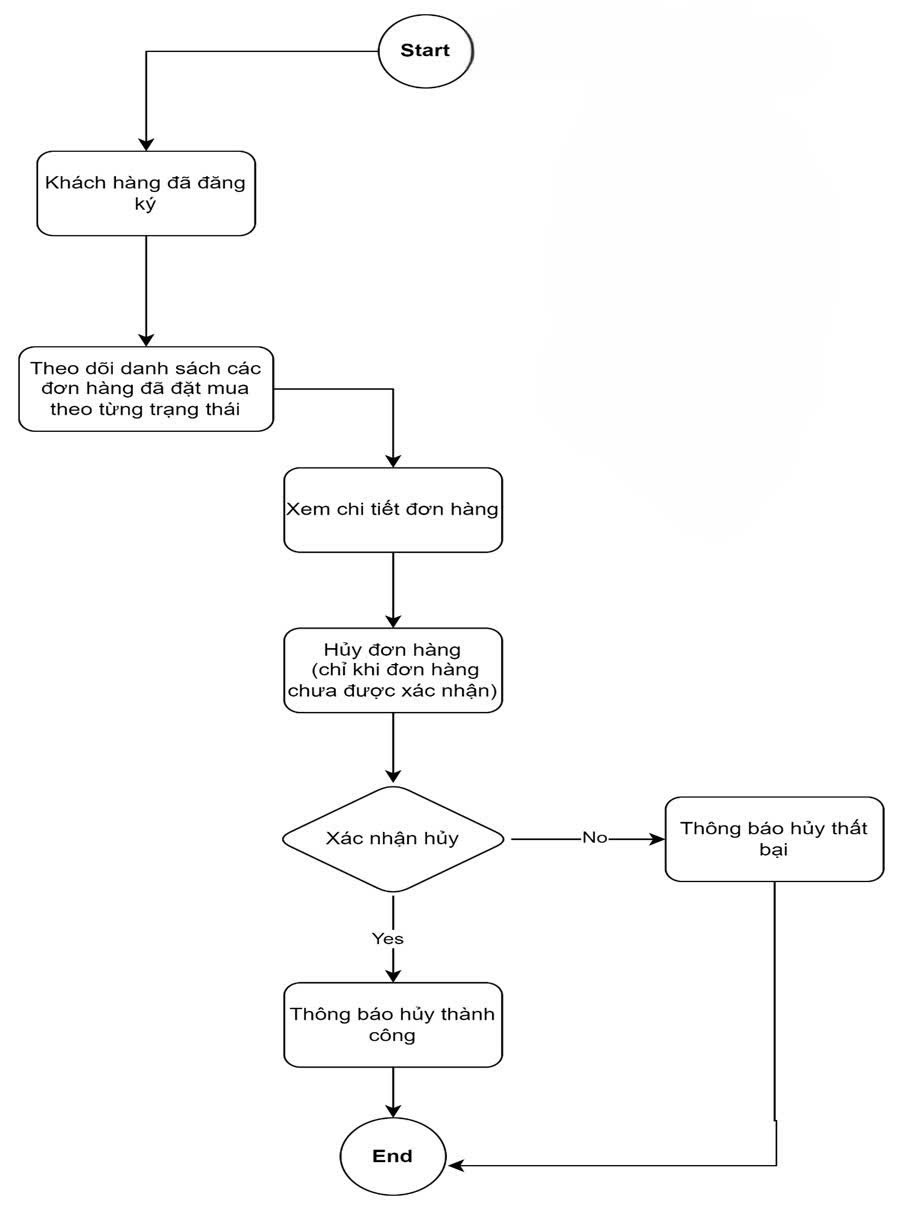 Start
Khách hàng đã đăng
ký
Theo dõi danh sách các
đơn hàng đã đặt mua
theo từng trạng thái
Xem chi tiết đơn hàng
Hủy đơn hàng
(chỉ khi đơn hàng
chưa được xác nhận)
Xác nhận hủy
No
Thông báo hủy thất
bại
Yes
Thông báo hủy thành
công
End